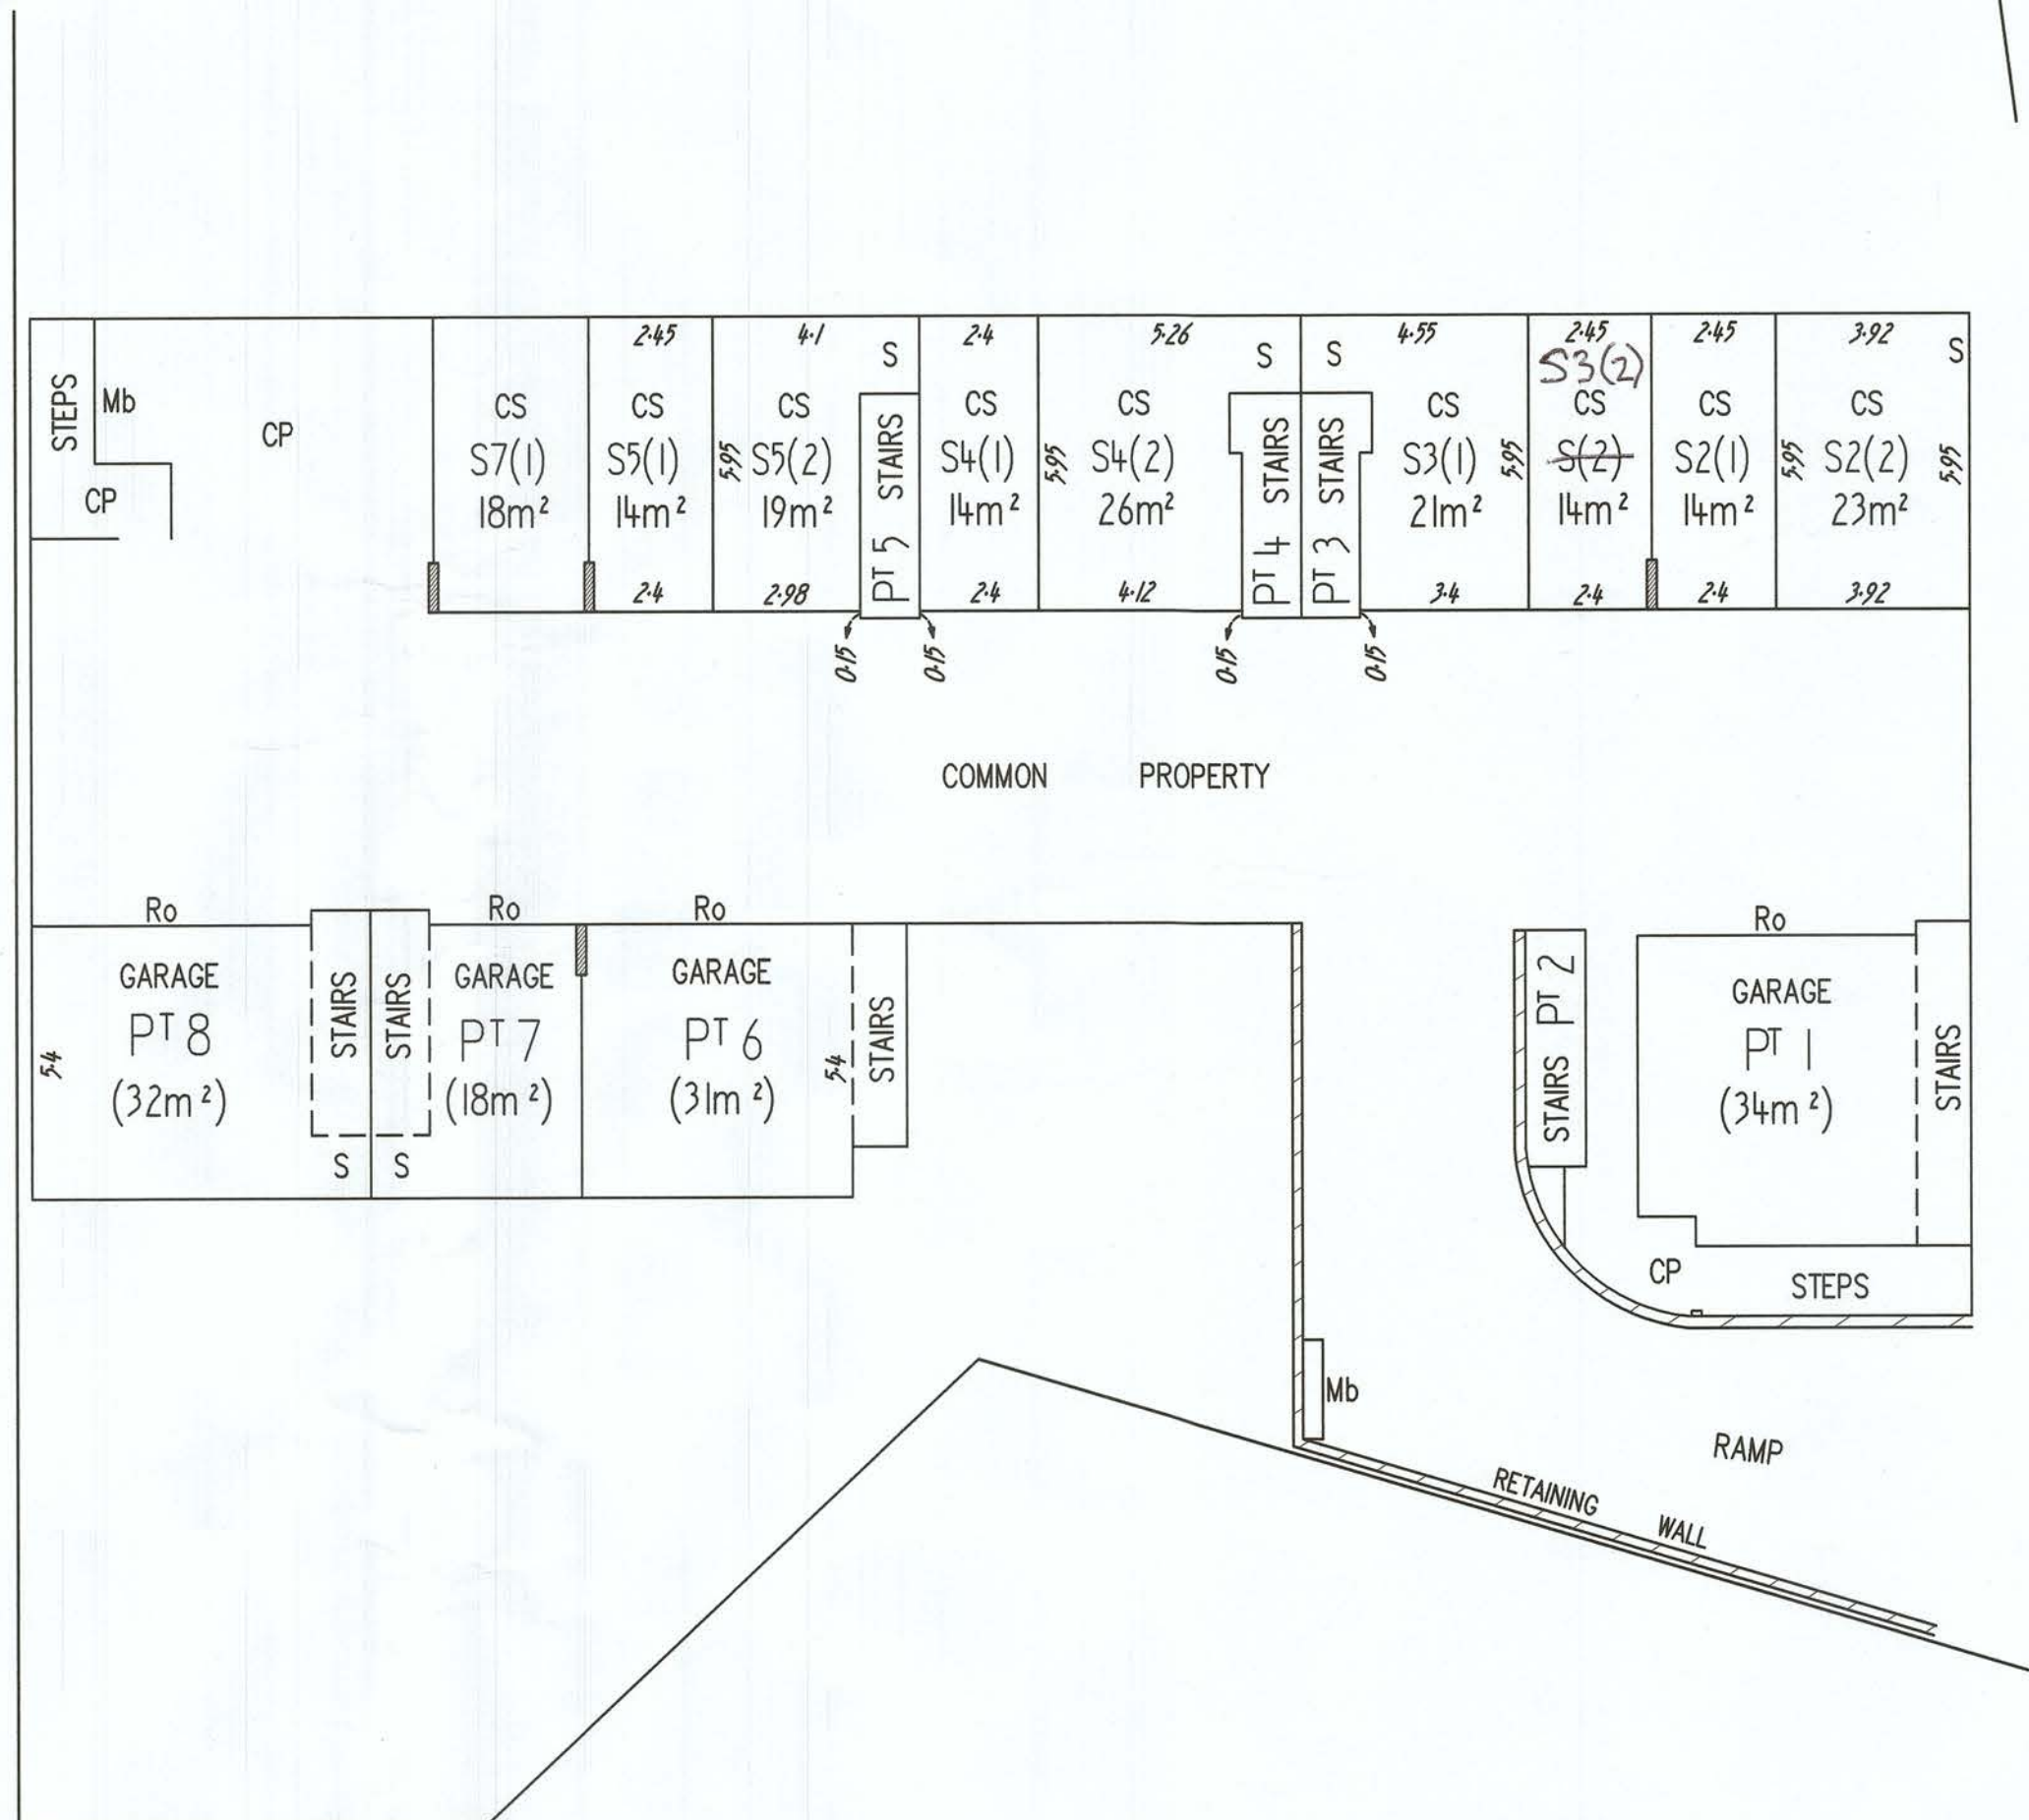 2.45
4.1
S
2.4
5.26
S
S
4.55
2.45
S3(2)
2.45
3.92
S
STEPS
Mb
CP
CP
CS
S7(1)
18m²
CS
S5(1)
14m²
2.4
5.95
CS
S5(2)
19m²
2.98
PT 5 STAIRS
0.15
0.15
CS
S4(1)
14m²
2.4
5.95
CS
S4(2)
26m²
4.12
PT 4 STAIRS
PT 3 STAIRS
0.15
0.15
CS
S3(1)
21m²
3.4
5.95
CS
S(2)
14m²
2.4
CS
S2(1)
14m²
2.4
5.95
CS
S2(2)
23m²
3.92
5.95
COMMON PROPERTY
Ro
GARAGE
PT 8
(32m²)
5.4
STAIRS
STAIRS
S
S
Ro
GARAGE
PT 7
(18m²)
Ro
GARAGE
PT 6
(31m²)
5.4
STAIRS
STAIRS PT 2
Ro
GARAGE
PT 1
(34m²)
STAIRS
CP
STEPS
Mb
RAMP
RETAINING WALL